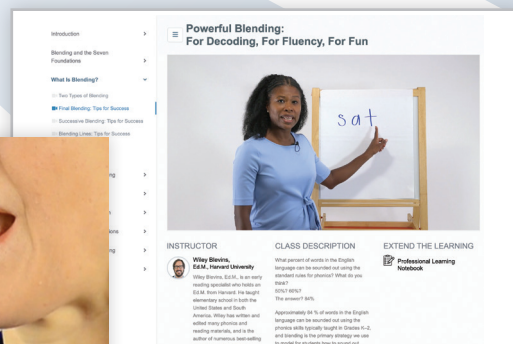 Introduction
Blending and the Seven
Foundations
What Is Blending?
Two Types of Blending
Final Blending: Tips for Success
Successive Blending: Tips for Success
Blending Lines: Tips for Success
ng
ons
ng
Powerful Blending:
For Decoding, For Fluency, For Fun
sat
INSTRUCTOR
Wiley Blevins,
Ed.M., Harvard University
Wiley Blevins, Ed.M., is an early
reading specialist who holds an
Ed.M. from Harvard. He taught
elementary school in both the
United States and South
America. Wiley has written and
edited many phonics and
reading materials, and is the
author of numerous best-selling
CLASS DESCRIPTION
What percent of words in the English
language can be sounded out using the
standard rules for phonics? What do you
think?
50%? 60%?
The answer? 84%
Approximately 84 % of words in the English
language can be sounded out using the
phonics skills typically taught in Grades K–2,
and blending is the primary strategy we use
to model for students how to sound out
EXTEND THE LEARNING
Professional Learning
Notebook